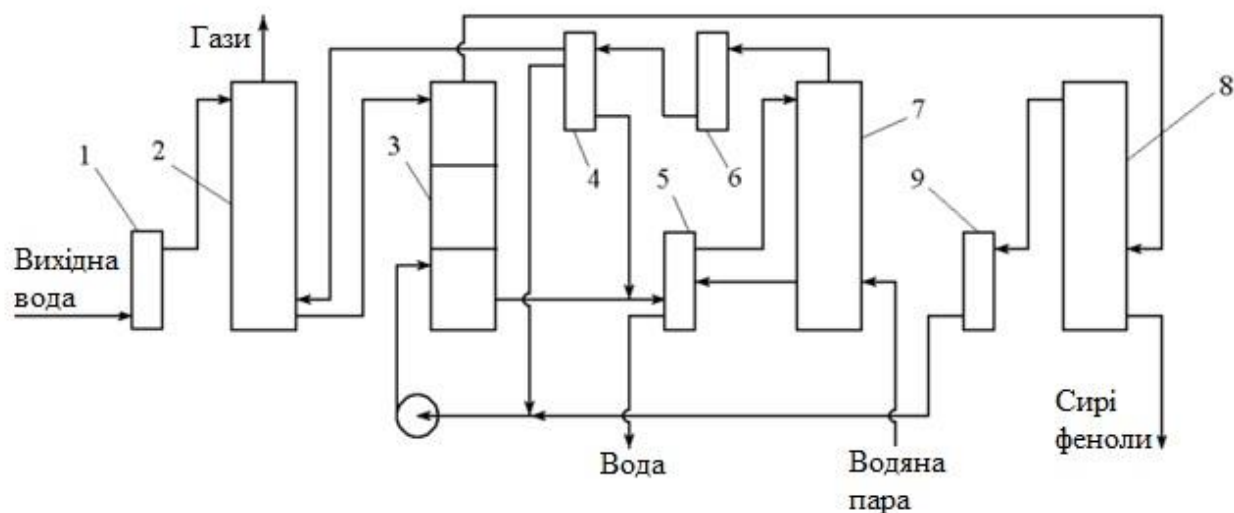 Гази
1
2
3
4
5
6
7
8
9
Вихідна
вода
Вода
Водяна
пара
Сирі
феноли